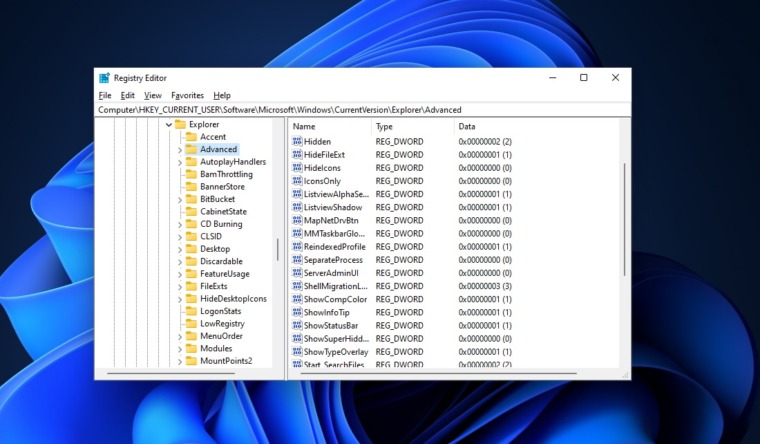 Registry Editor
File Edit View Favorites Help
Computer\HKEY_CURRENT_USER\Software\Microsoft\Windows\CurrentVersion\Explorer\Advanced
Explorer
Accent
Advanced
AutoplayHandlers
BamThrottling
BannerStore
BitBucket
CabinetState
CD Burning
CLSID
Desktop
Discardable
FeatureUsage
FileExts
HideDesktopIcons
LogonStats
LowRegistry
MenuOrder
Modules
MountPoints2
Name Type Data
Hidden REG_DWORD 0x00000002 (2)
HideFileExt REG_DWORD 0x00000001 (1)
HideIcons REG_DWORD 0x00000000 (0)
IconsOnly REG_DWORD 0x00000000 (0)
ListviewAlphaSe... REG_DWORD 0x00000001 (1)
ListviewShadow REG_DWORD 0x00000001 (1)
MapNetDrvBtn REG_DWORD 0x00000000 (0)
MMTaskbarGlo... REG_DWORD 0x00000000 (0)
ReindexedProfile REG_DWORD 0x00000001 (1)
SeparateProcess REG_DWORD 0x00000000 (0)
ServerAdminUI REG_DWORD 0x00000000 (0)
ShellMigrationL... REG_DWORD 0x00000003 (3)
ShowCompColor REG_DWORD 0x00000001 (1)
ShowInfoTip REG_DWORD 0x00000001 (1)
ShowStatusBar REG_DWORD 0x00000001 (1)
ShowSuperHidd... REG_DWORD 0x00000000 (0)
ShowTypeOverlay REG_DWORD 0x00000001 (1)
Start_SearchFiles REG_DWORD 0x00000002 (2)